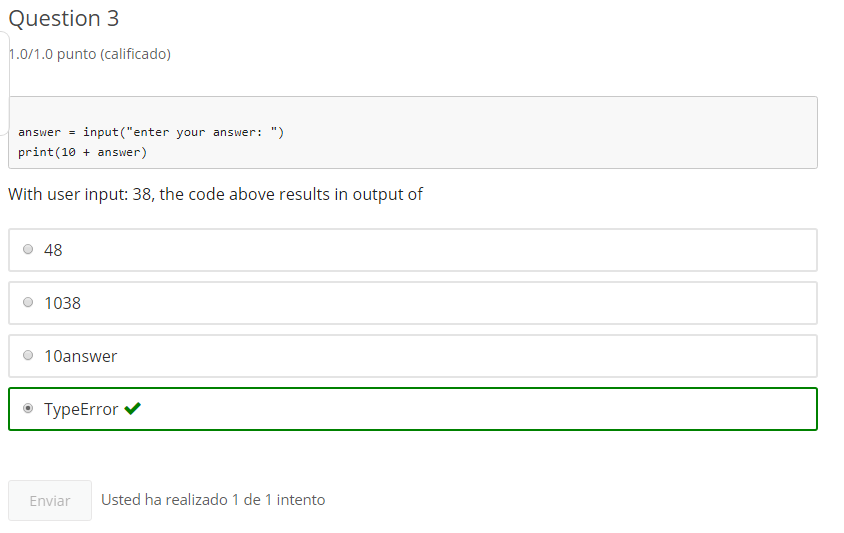 Question 3
1.0/1.0 punto (calificado)
answer = input("enter your answer: ")
print(10 + answer)
With user input: 38, the code above results in output of
48
1038
10answer
TypeError
Enviar
Usted ha realizado 1 de 1 intento